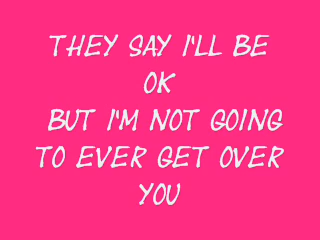 THEY SAY I'LL BE
OK
BUT I'M NOT GOING
TO EVER GET OVER
YOU